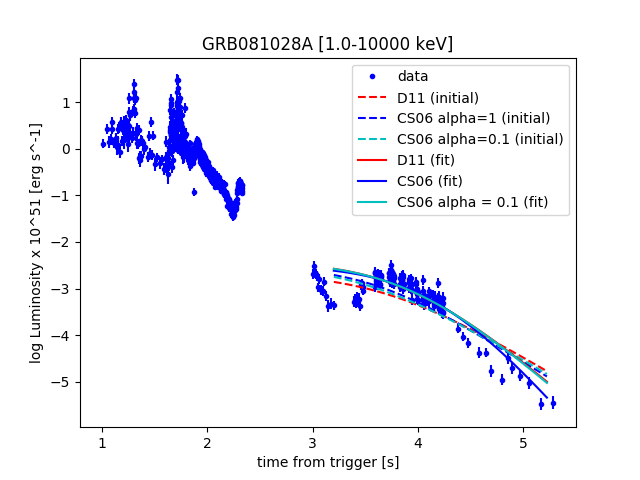 GRB081028A [1.0-10000 keV]
data
D11 (initial)
CS06 alpha=1 (initial)
CS06 alpha=0.1 (initial)
D11 (fit)
CS06 (fit)
CS06 alpha = 0.1 (fit)
log Luminosity x 10^51 [erg s^-1]
1
0
−1
−2
−3
−4
−5
1 2 3 4 5
time from trigger [s]